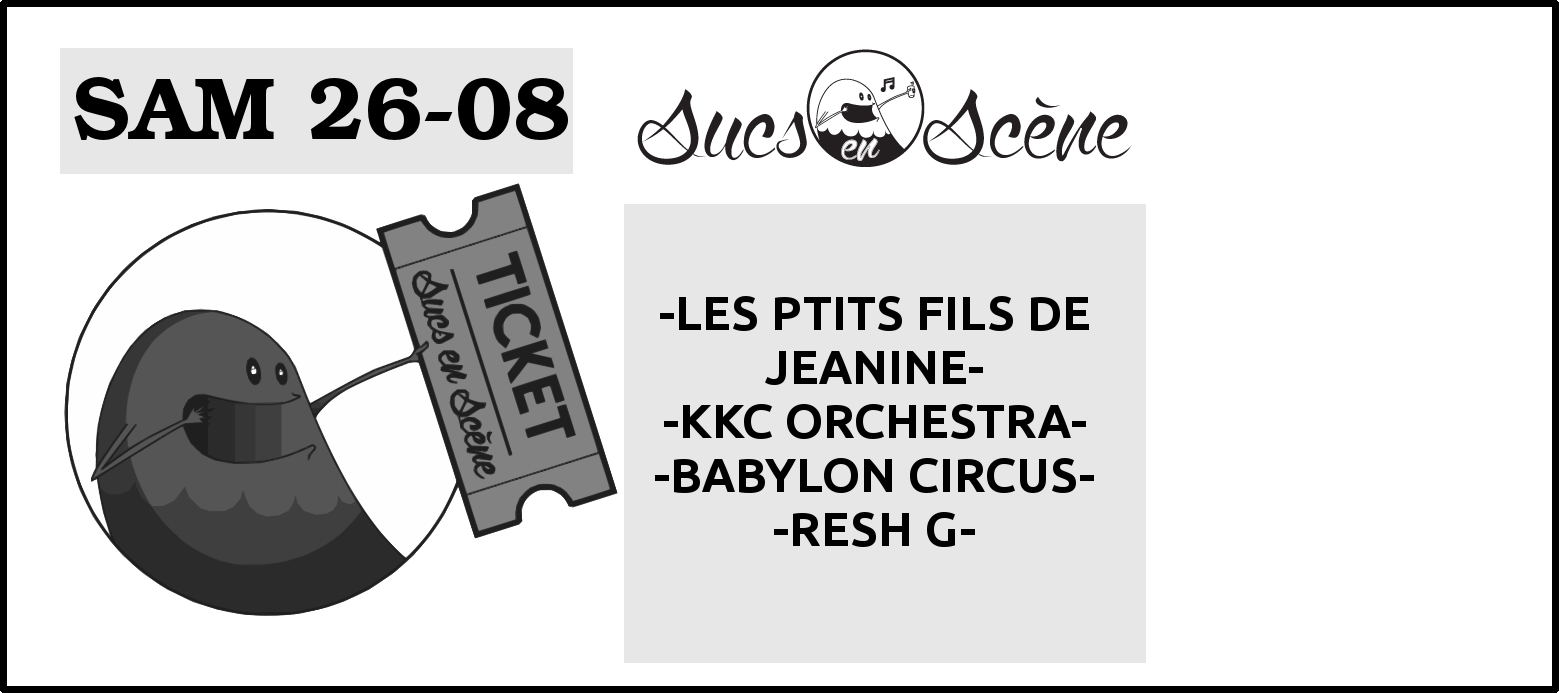 SAM 26-08
Sucs en Scène
TICKET
Sucs en Scène
-LES PTITS FILS DE
JEANINE-
-KKC ORCHESTRA-
-BABYLON CIRCUS-
-RESH G-